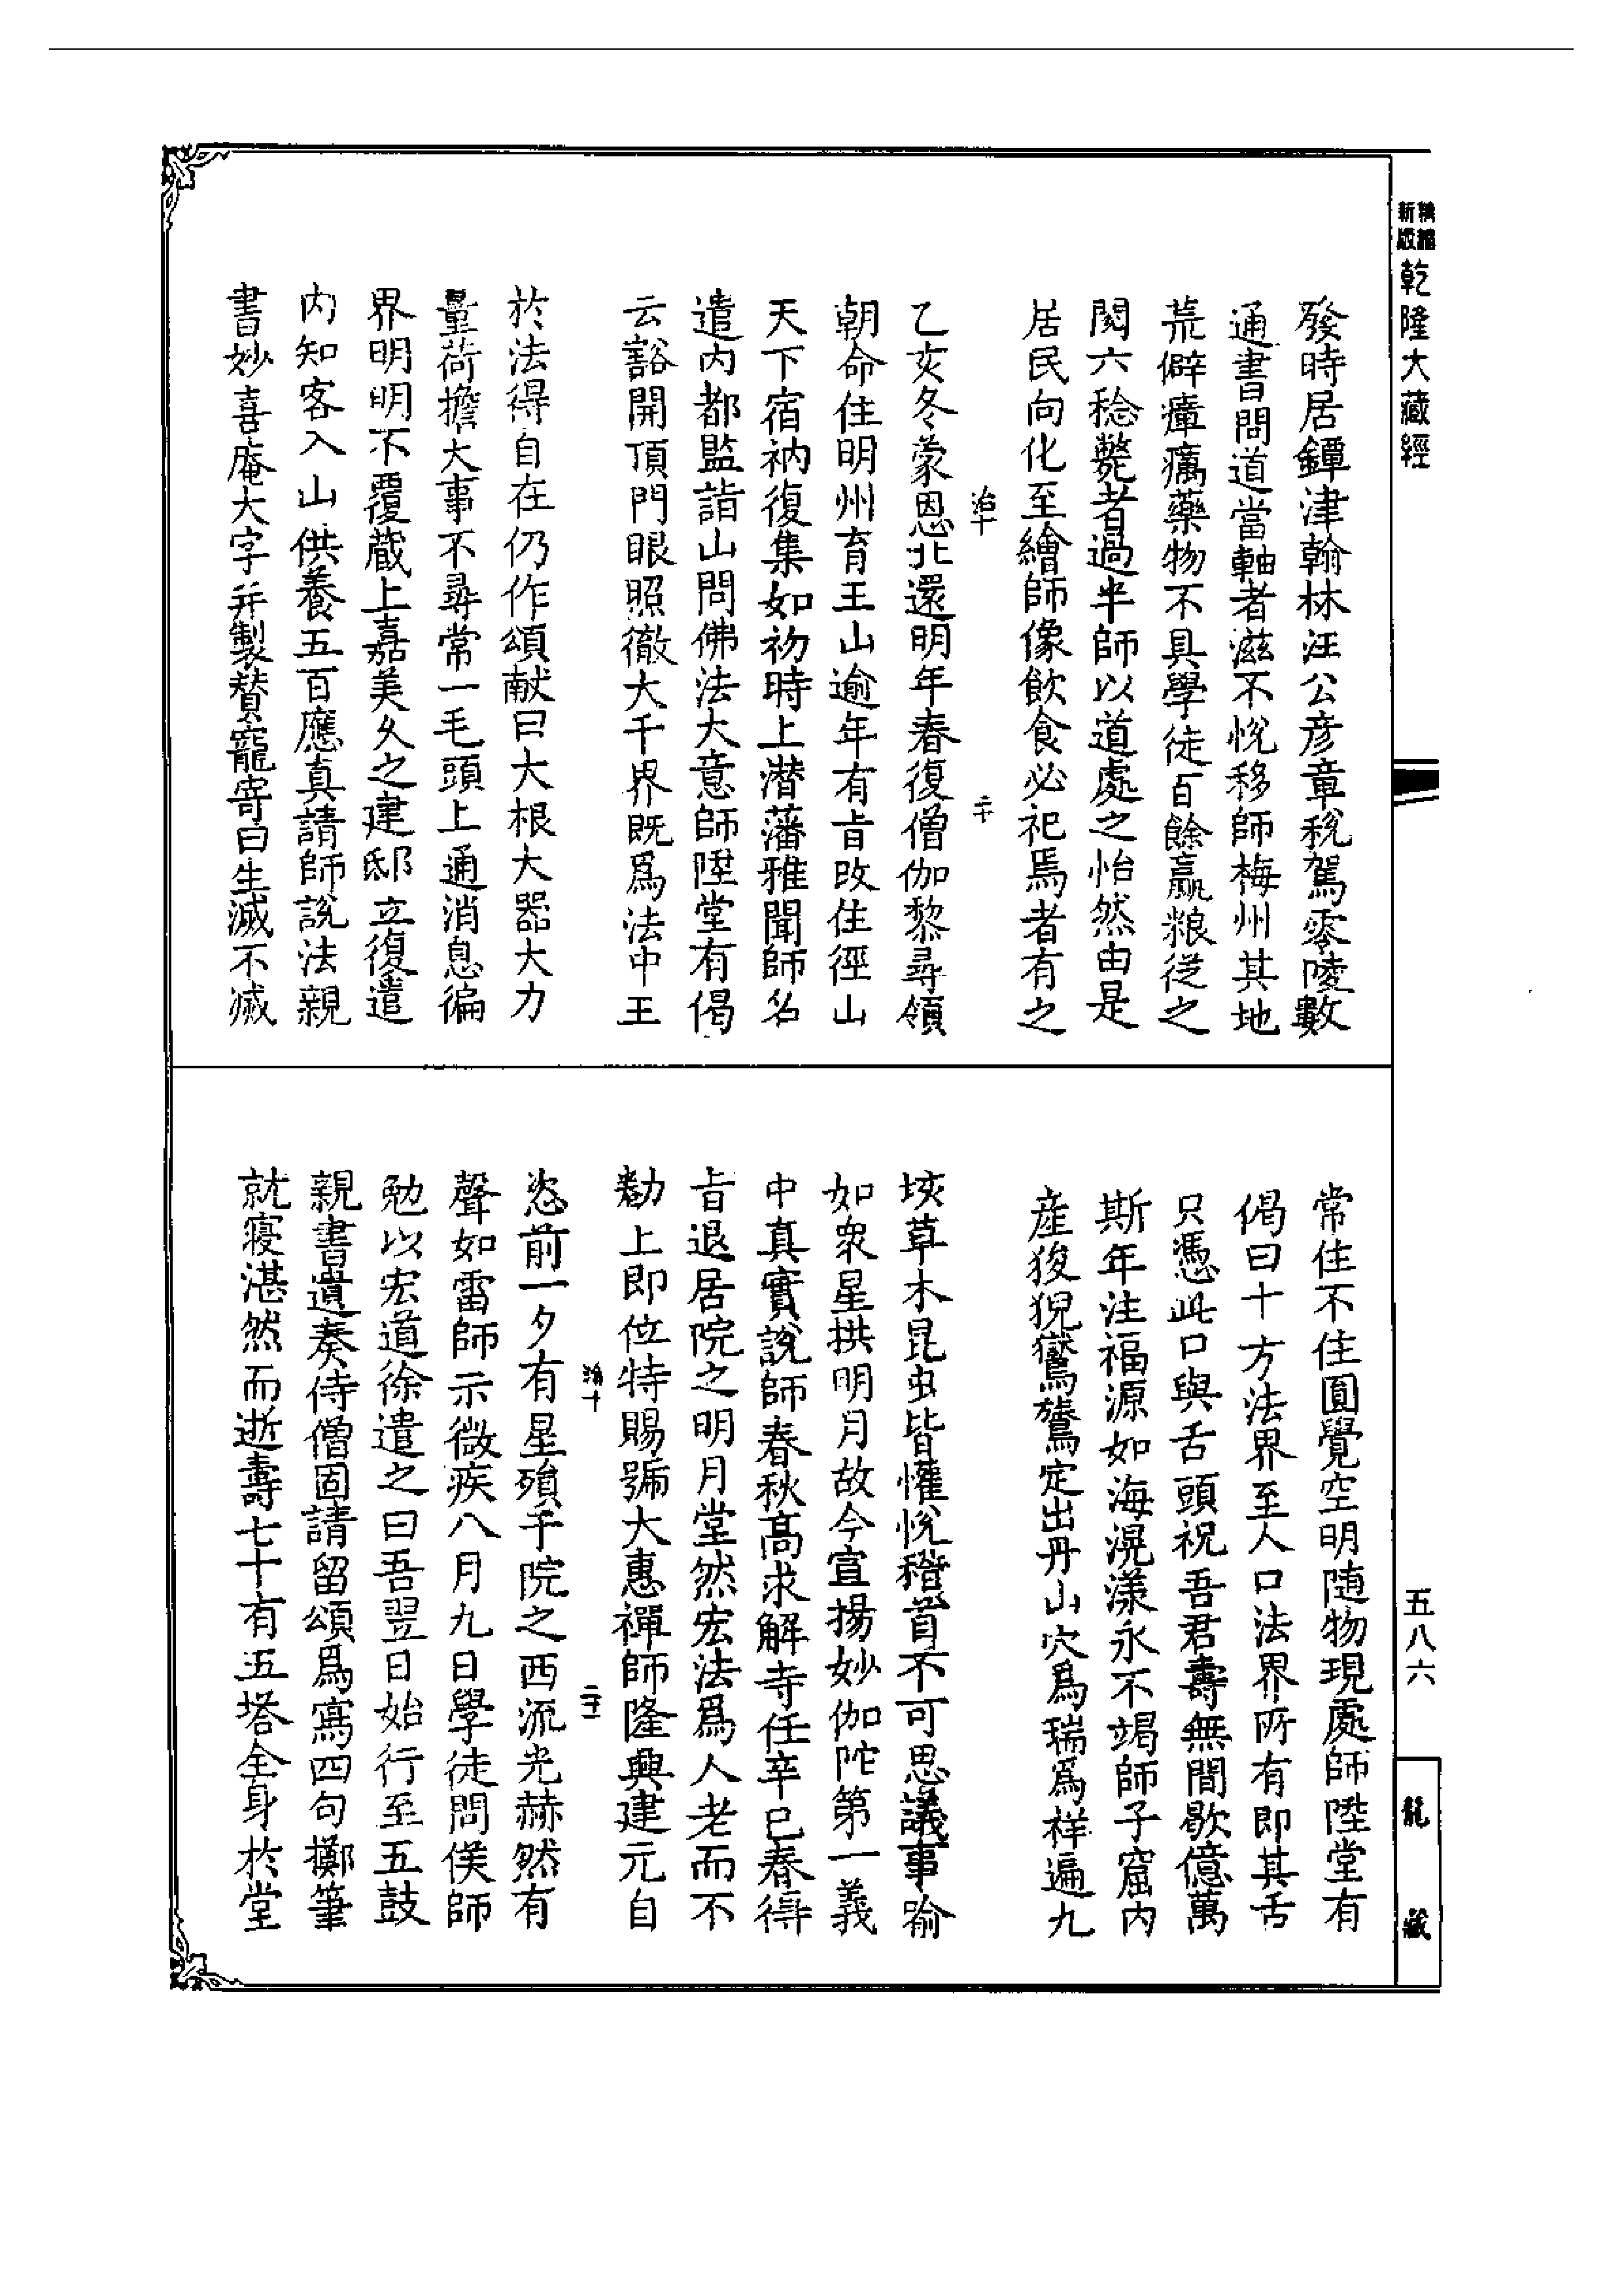 精縮新版
乾隆大藏經
發時居鐔津翰林汪公彦章稅駕零陵數
通書問道當軸者滋不悅移師梅州其地
荒僻瘴癘藥物不具學徒百餘贏粮從之
閱六稔斃者過半師以道處之怡然由是
居民向化至繪師像飲食必祀焉者有之
治十
二十
乙亥冬蒙恩北還明年春復僧伽黎尋領
朝命住明州育王山逾年有㫖改住徑山
天下宿衲復集如初時上潜藩雅聞師名
遣内都監詣山問佛法大意師陞堂有偈
云豁開頂門眼照徹大千界既爲法中王
於法得自在仍作頌献曰大根大器大力
量荷擔大事不尋常一毛頭上通消息徧
界明明不覆蔵上嘉美久之建邸立復遣
内知客入山供養五百應真請師說法親
書妙喜庵大字并製賛寵寄曰生滅不滅
常住不住圓覺空明随物現處師陞堂有
偈曰十方法界至人口法界所有即其舌
只憑此口與舌頭祝吾君壽無間歇億萬
斯年注福源如海滉漾永不竭師子窟内
産狻猊鸑鷟定出丹山穴爲瑞爲祥遍九
垓草木昆虫皆懽悅稽首不可思議事喻
如衆星拱明月故今宣揚妙伽陀第一義
中真實說師春秋高求解寺任辛巳春得
㫖退居院之明月堂然宏法爲人老而不
勌上即位特賜號大惠禪師隆興建元自
治十
二十一
恣前一夕有星殞于院之西流光赫然有
聲如雷師示微疾八月九日學徒問候師
勉以宏道徐遣之曰吾翌日始行至五鼓
親書遺奏侍僧固請留頌爲寫四句擲筆
就寢湛然而逝壽七十有五塔全身於堂
五八六
龍藏